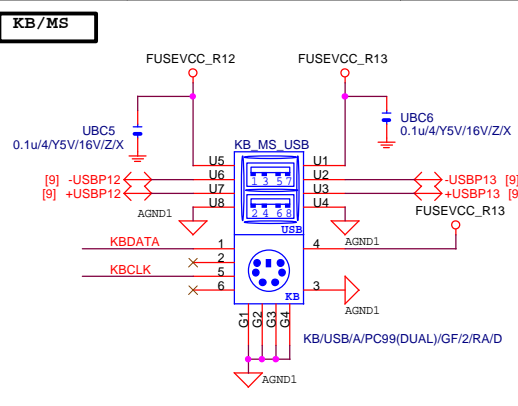 KB/MS
FUSEVCC_R12 FUSEVCC_R13
UBC5
0.1u/4/Y5V/16V/Z/X
UBC6
0.1u/4/Y5V/16V/Z/X
KB_MS_USB
U5 U1
[9] -USBP12 U6 U2 -USBP13 [9]
[9] +USBP12 U7 U3 +USBP13 [9
U8 U4
1 3 5 7
2 4 6 8
USB
AGND1 AGND1
FUSEVCC_R13
KBDATA 1 4
2
KBCLK 5
6 3
KB
AGND1
G1 G2 G3 G4
KB/USB/A/PC99(DUAL)/GF/2/RA/D
AGND1